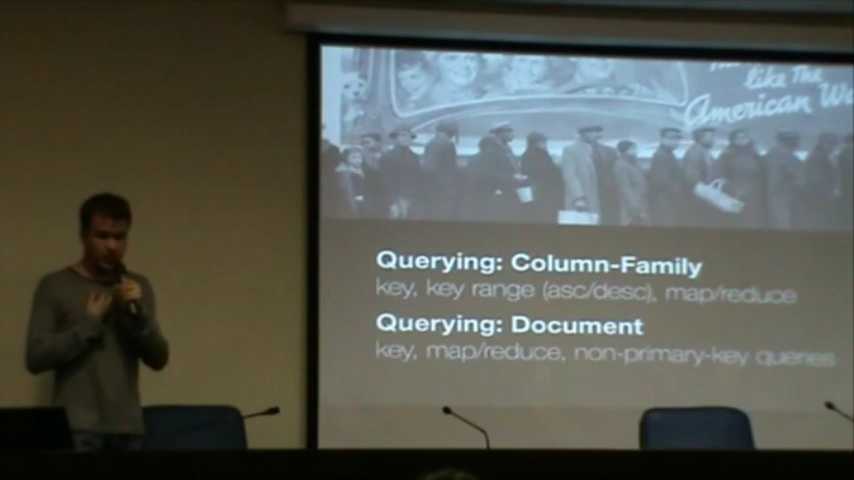 like The
American Wa
Querying: Column-Family
key, key range (asc/desc), map/reduce
Querying: Document
key, map/reduce, non-primary-key queries